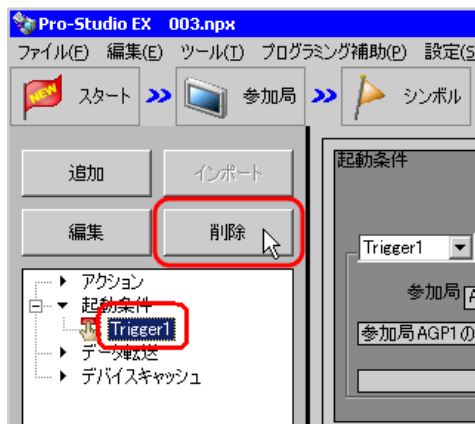 Pro-Studio EX 003.npx
ファイル(F) 編集(E) ツール(T) プログラミング補助(P) 設定(S
NEW スタート >> 参加局 >> シンボル
追加 インポート
編集 削除
アクション
起動条件
Trigger1
データ転送
デバイスキャッシュ
起動条件
Trigger1
参加局 A
参加局AGP1の